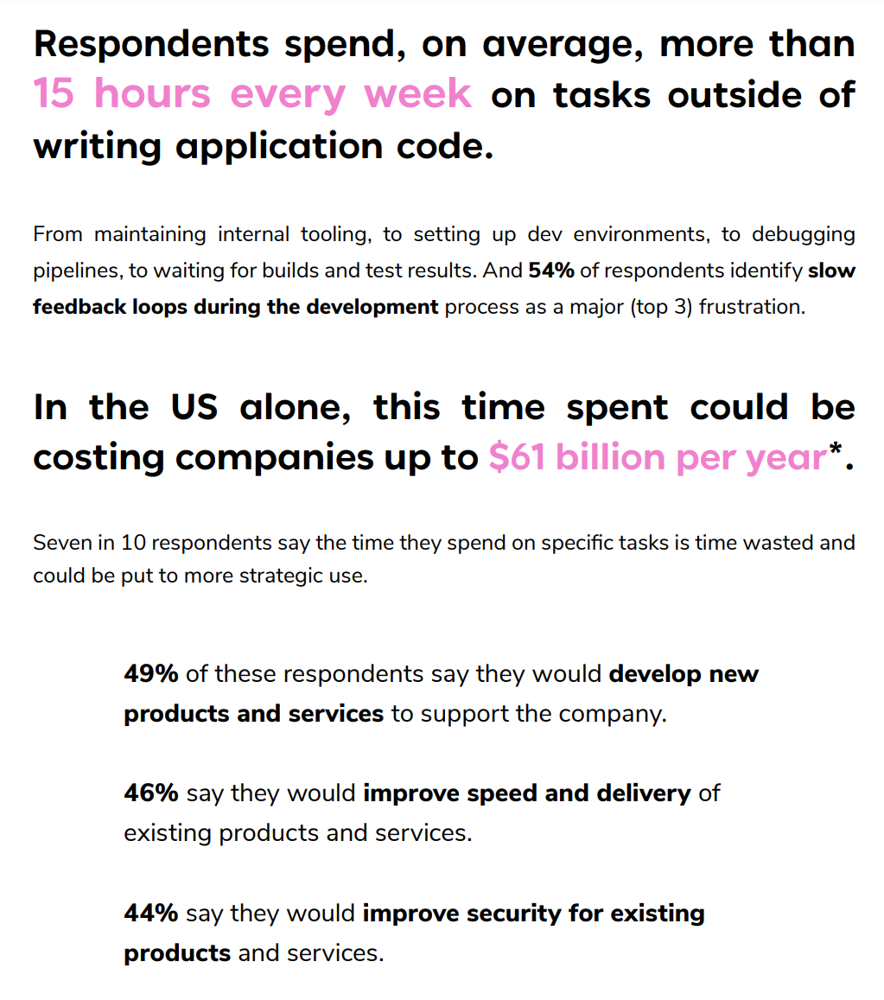 Respondents spend, on average, more than
15 hours every week on tasks outside of
writing application code.
From maintaining internal tooling, to setting up dev environments, to debugging
pipelines, to waiting for builds and test results. And 54% of respondents identify slow
feedback loops during the development process as a major (top 3) frustration.
In the US alone, this time spent could be
costing companies up to $61 billion per year*.
Seven in 10 respondents say the time they spend on specific tasks is time wasted and
could be put to more strategic use.
49% of these respondents say they would develop new
products and services to support the company.
46% say they would improve speed and delivery of
existing products and services.
44% say they would improve security for existing
products and services.